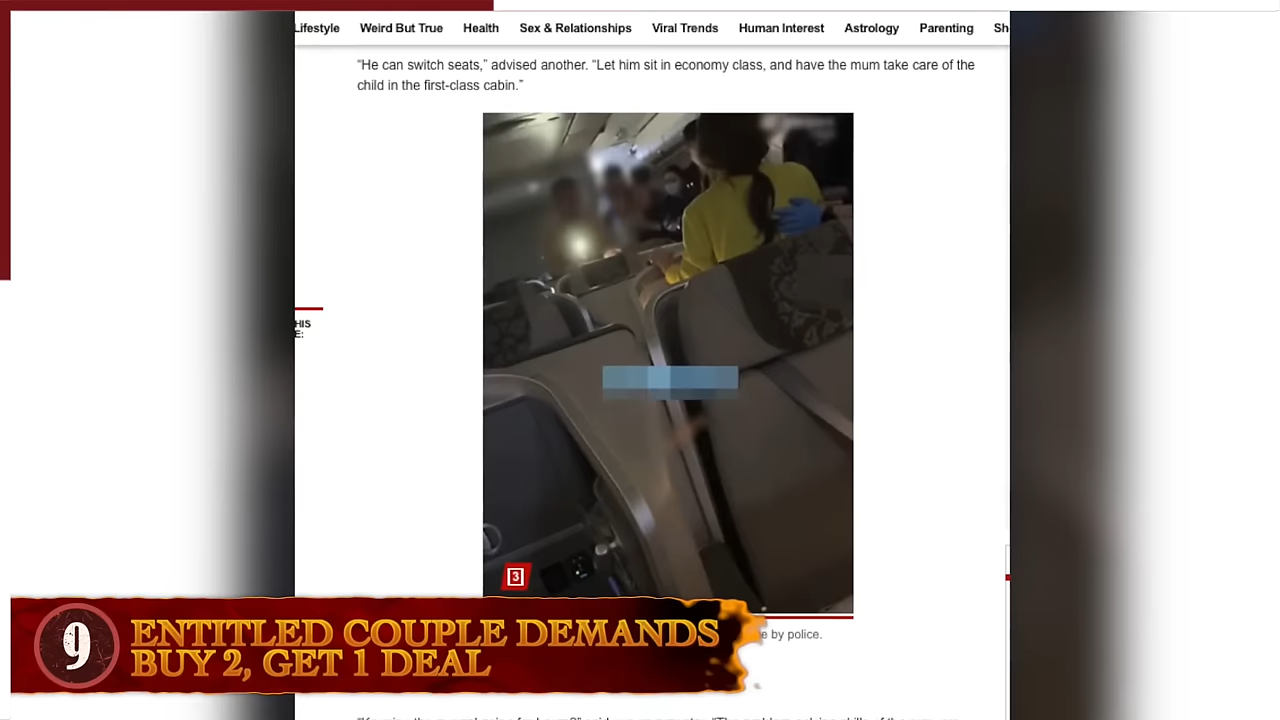 Lifestyle Weird But True Health Sex & Relationships Viral Trends Human Interest Astrology Parenting Sh
“He can switch seats,” advised another. “Let him sit in economy class, and have the mum take care of the
child in the first-class cabin.”
HIS
E:
3
9
ENTITLED COUPLE DEMANDS
BUY 2, GET 1 DEAL
e by police.